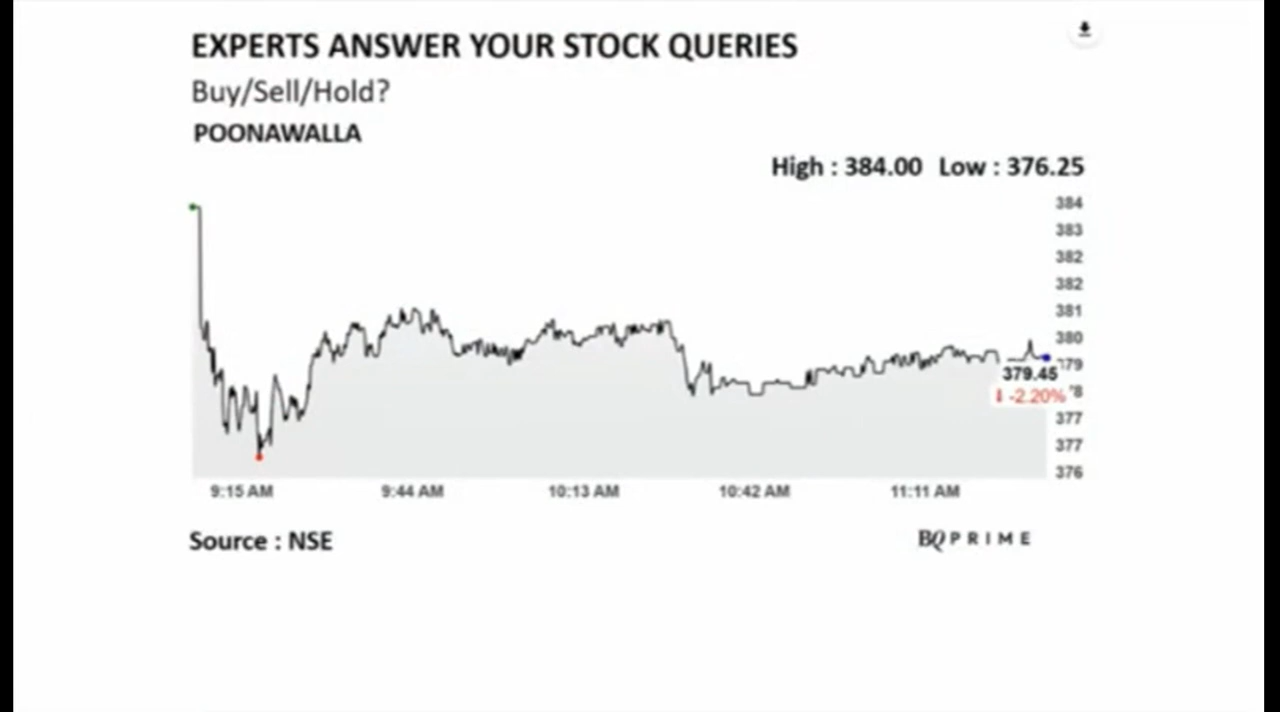 EXPERTS ANSWER YOUR STOCK QUERIES
Buy/Sell/Hold?
POONAWALLA
High : 384.00 Low : 376.25
384
383
382
382
381
380
379
379.45
'8
↓ -2.20%
377
377
376
9:15 AM 9:44 AM 10:13 AM 10:42 AM 11:11 AM
Source : NSE
BQ PRIME